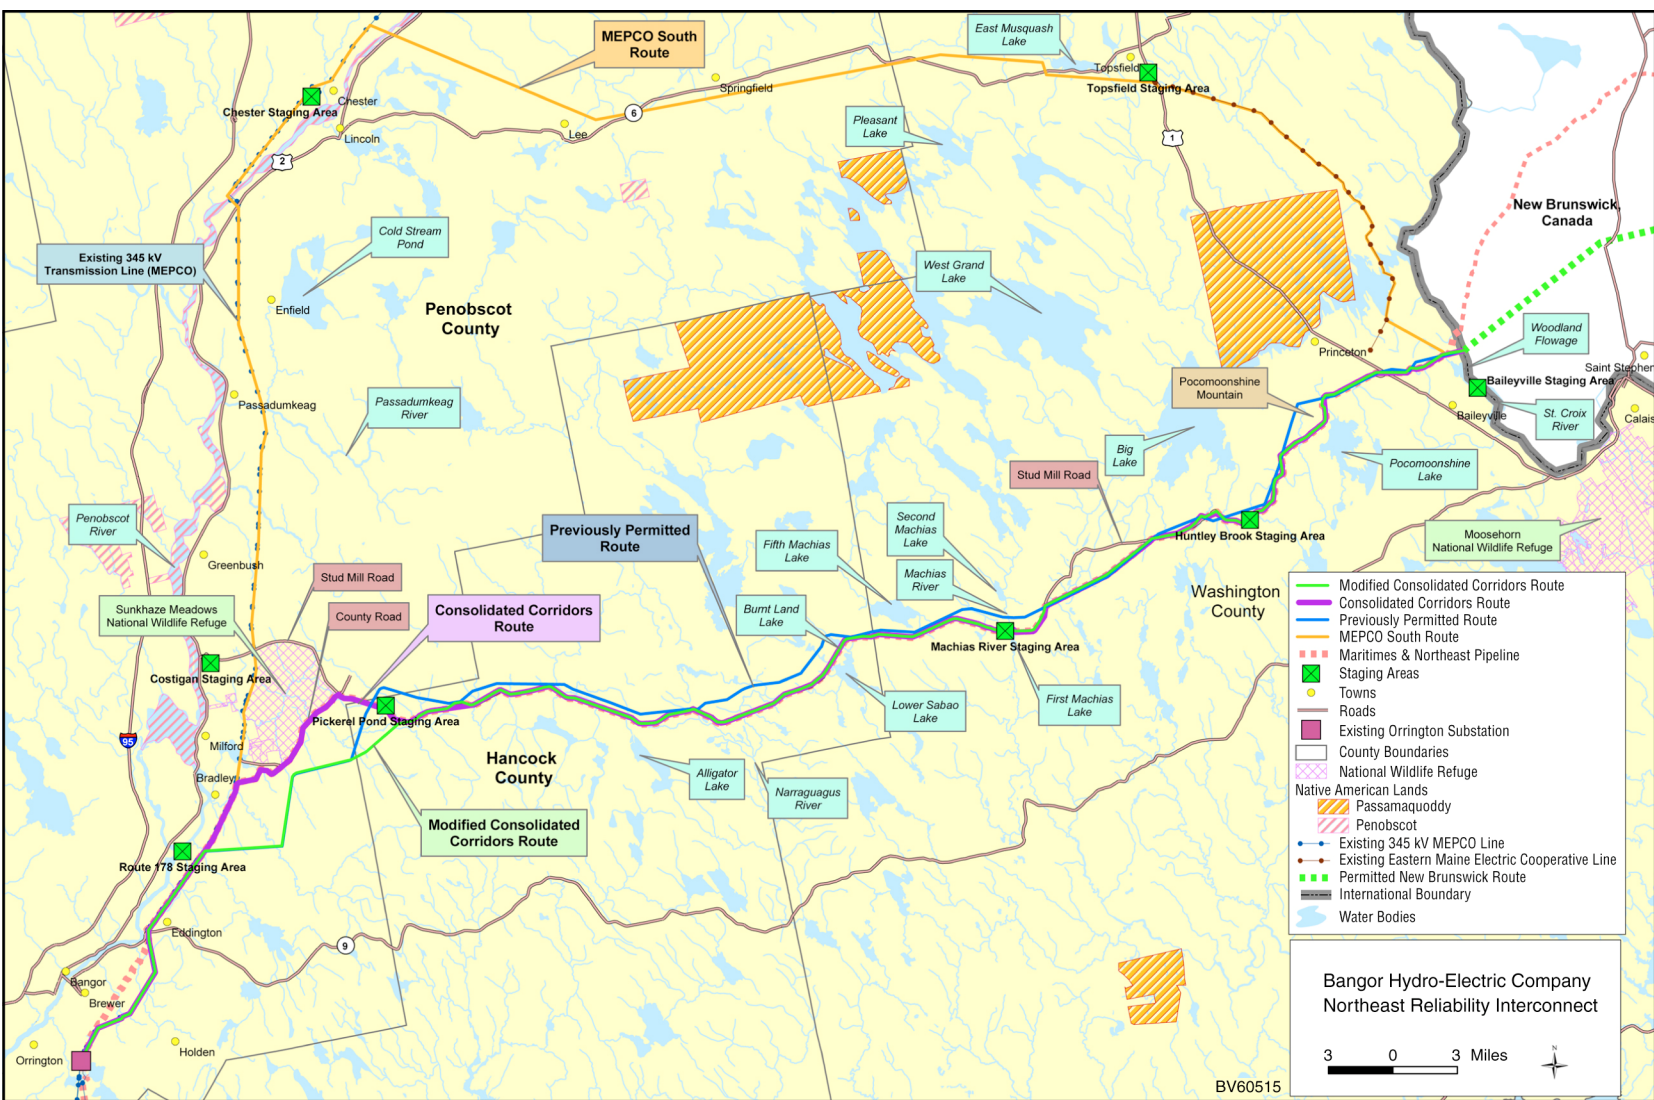 MEPCO South
Route
East Musquash
Lake
Topsfield
Topsfield Staging Area
Springfield
Chester
Chester Staging Area
Lincoln
Lee
6
2
1
Pleasant
Lake
New Brunswick,
Canada
Cold Stream
Pond
Existing 345 kV
Transmission Line (MEPCO)
Enfield
Penobscot
County
West Grand
Lake
Woodland
Flowage
Princeton
Saint Stephen
Baileyville Staging Area
Pocomoonshine
Mountain
Baileyville
St. Croix
River
Calais
Passadumkeag
Passadumkeag
River
Big
Lake
Pocomoonshine
Lake
Stud Mill Road
Penobscot
River
Previously Permitted
Route
Fifth Machias
Lake
Second
Machias
Lake
Huntley Brook Staging Area
Moosehorn
National Wildlife Refuge
Greenbush
Stud Mill Road
Machias
River
Washington
County
Sunkhaze Meadows
National Wildlife Refuge
County Road
Consolidated Corridors
Route
Burnt Land
Lake
Machias River Staging Area
Costigan Staging Area
Pickerel Pond Staging Area
Lower Sabao
Lake
First Machias
Lake
95
Milford
Hancock
County
Bradley
Alligator
Lake
Narraguagus
River
Modified Consolidated
Corridors Route
Route 178 Staging Area
Eddington
9
Bangor
Brewer
Orrington
Holden
Modified Consolidated Corridors Route
Consolidated Corridors Route
Previously Permitted Route
MEPCO South Route
Maritimes & Northeast Pipeline
Staging Areas
Towns
Roads
Existing Orrington Substation
County Boundaries
National Wildlife Refuge
Native American Lands
Passamaquoddy
Penobscot
Existing 345 kV MEPCO Line
Existing Eastern Maine Electric Cooperative Line
Permitted New Brunswick Route
International Boundary
Water Bodies
Bangor Hydro-Electric Company
Northeast Reliability Interconnect
3 0 3 Miles
N
BV60515